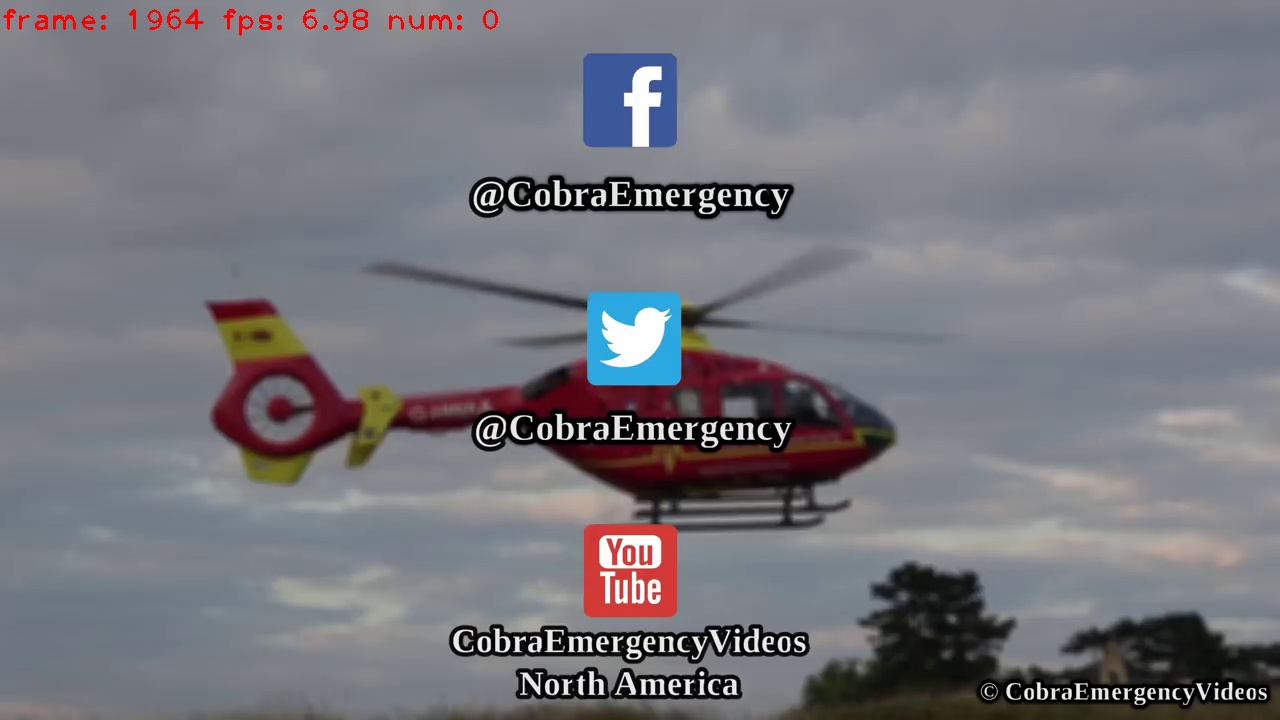 frame: 1964 fps: 6.98 num: 0
f
@CobraEmergency
@CobraEmergency
You
Tube
CobraEmergencyVideos
North America
© CobraEmergencyVideos